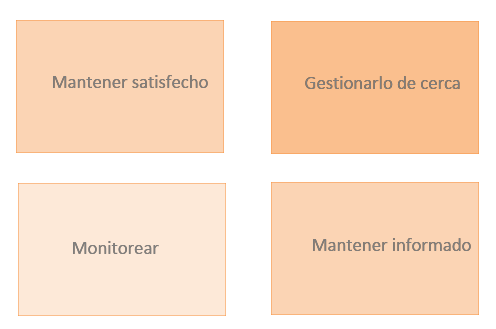 Mantener satisfecho
Gestionarlo de cerca
Monitorear
Mantener informado